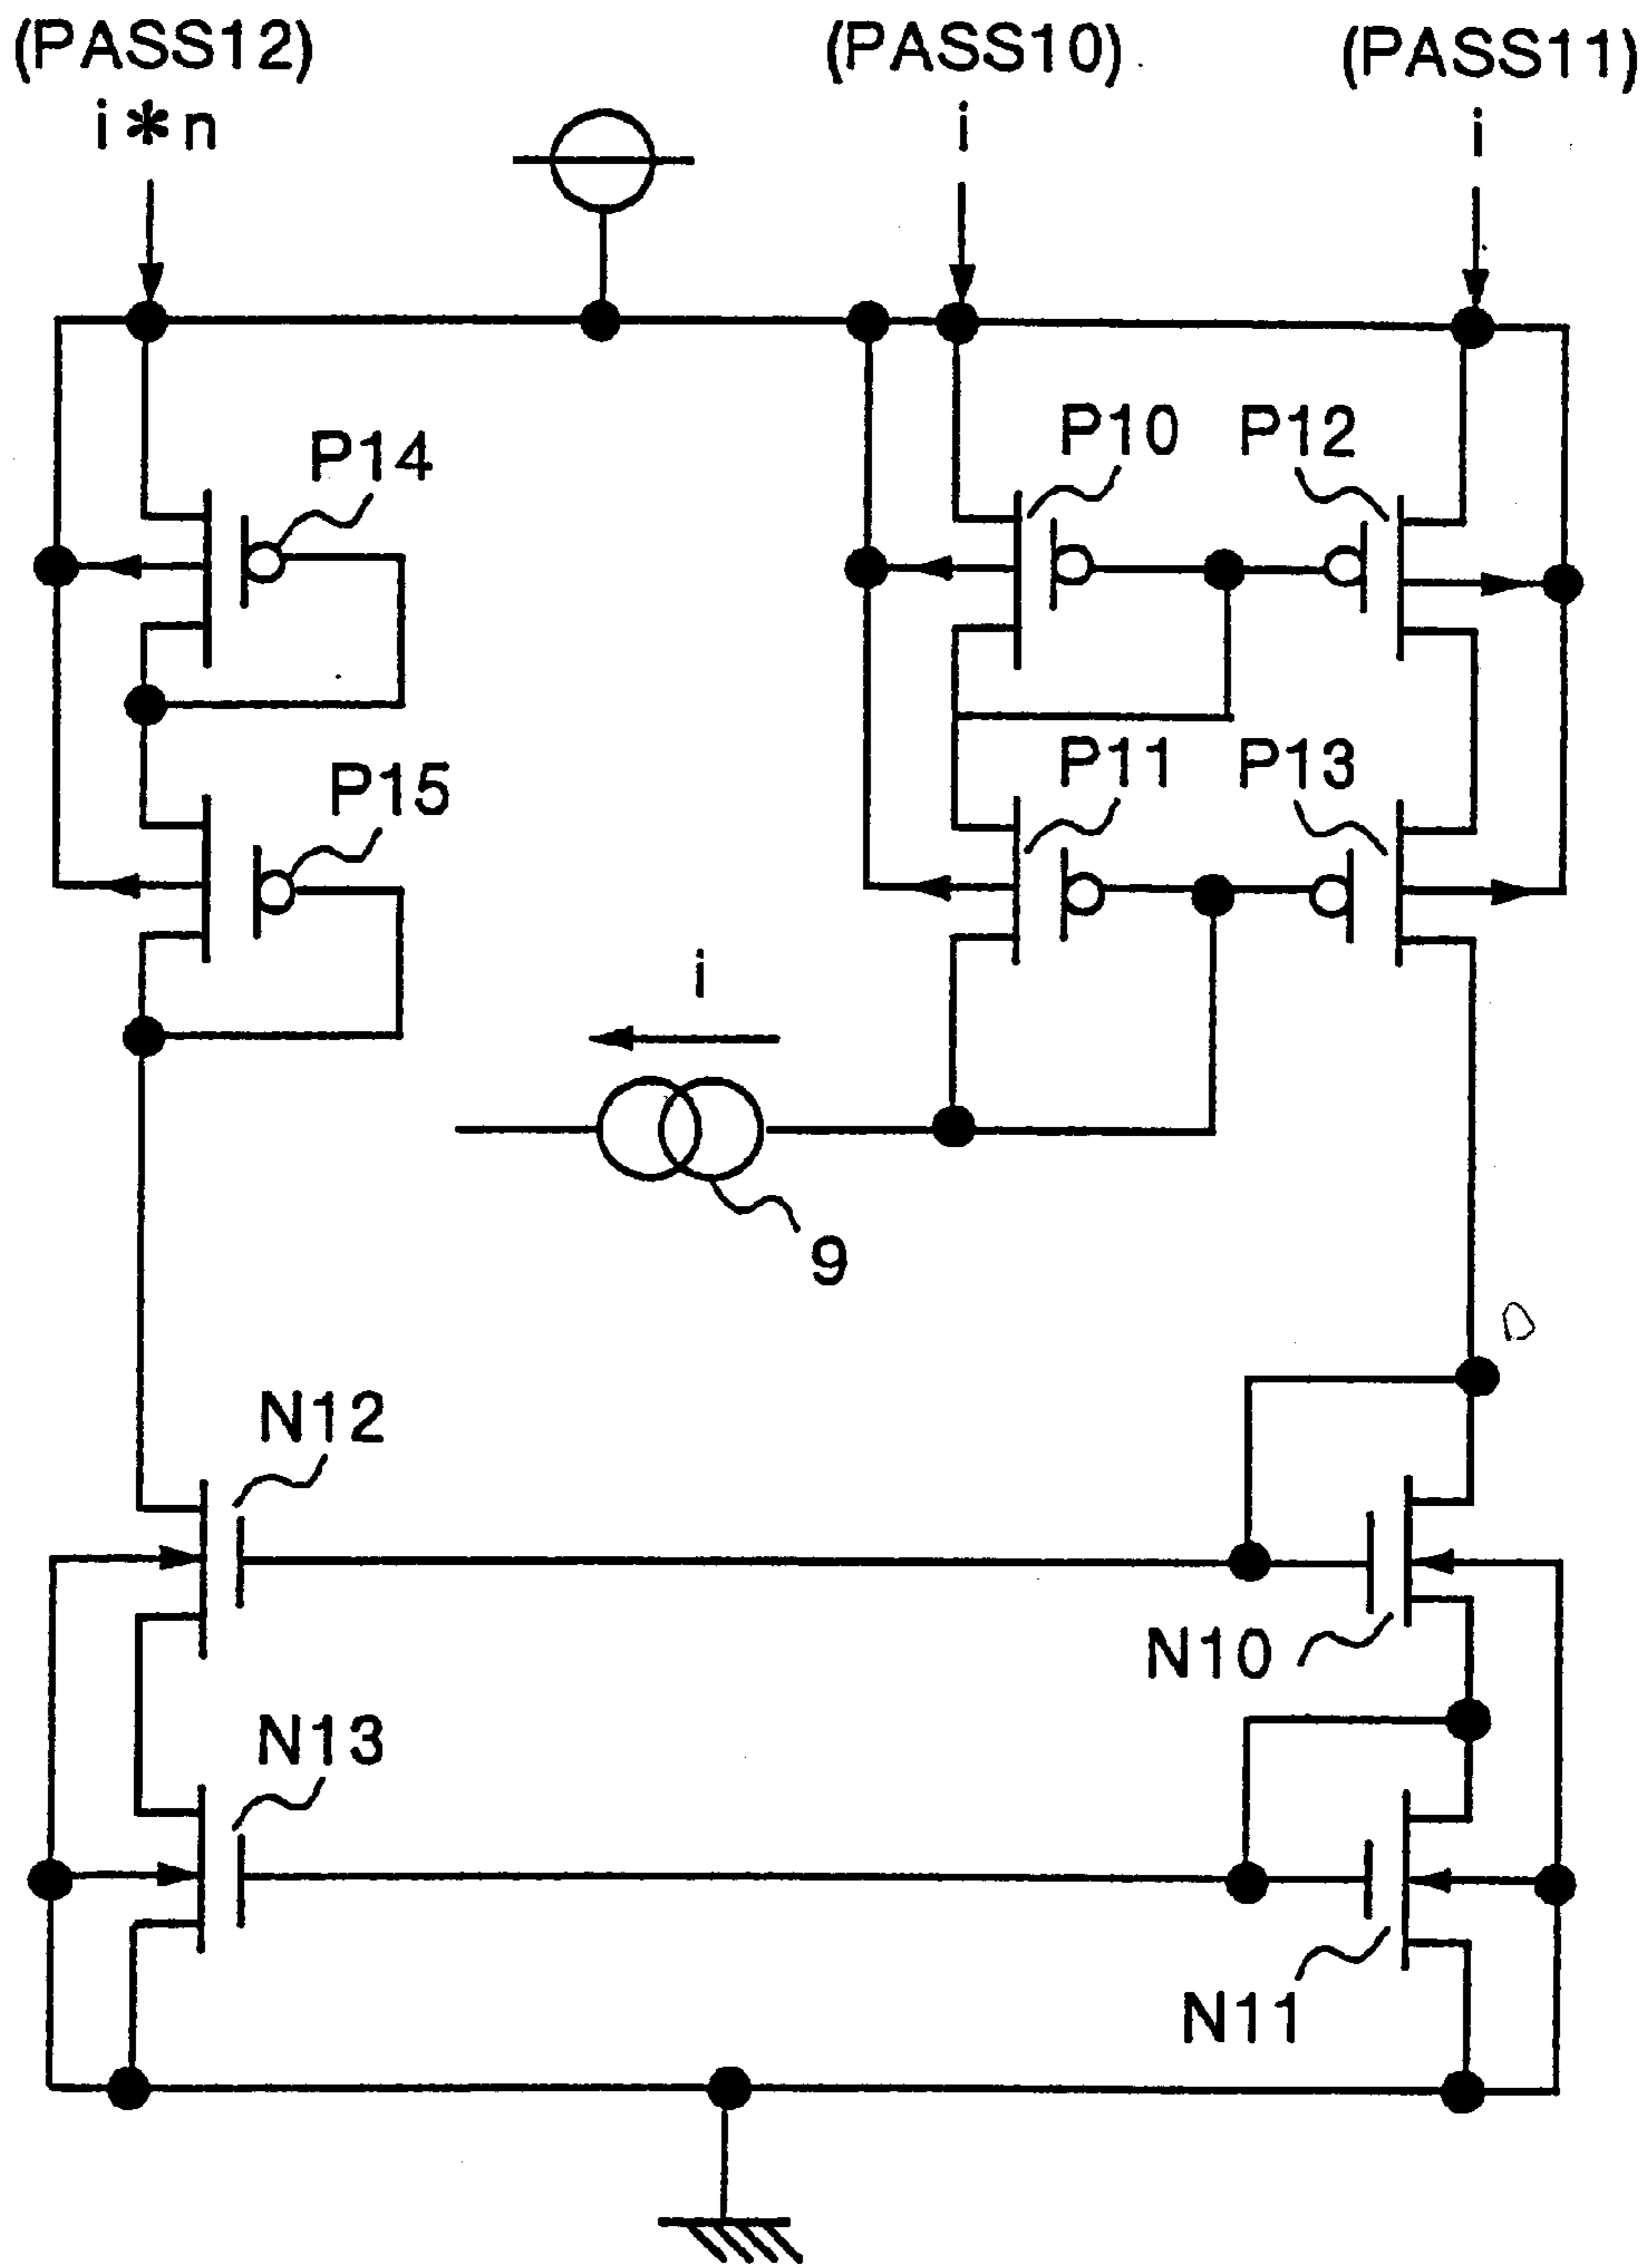 (PASS12)
(PASS10)
(PASS11)
i*n
i
i
P14
P10
P12
P15
P11
P13
i
9
N12
N10
N13
N11